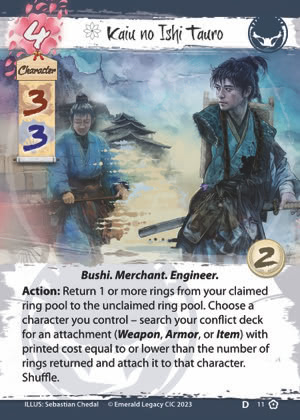 4
Kaiu no Ishi Tauro
Character
3
3
2
Bushi. Merchant. Engineer.
Action: Return 1 or more rings from your claimed
ring pool to the unclaimed ring pool. Choose a
character you control – search your conflict deck
for an attachment (Weapon, Armor, or Item) with
printed cost equal to or lower than the number of
rings returned and attach it to that character.
Shuffle.
ILLUS: Sebastian Chedal © Emerald Legacy CIC 2023 D 11